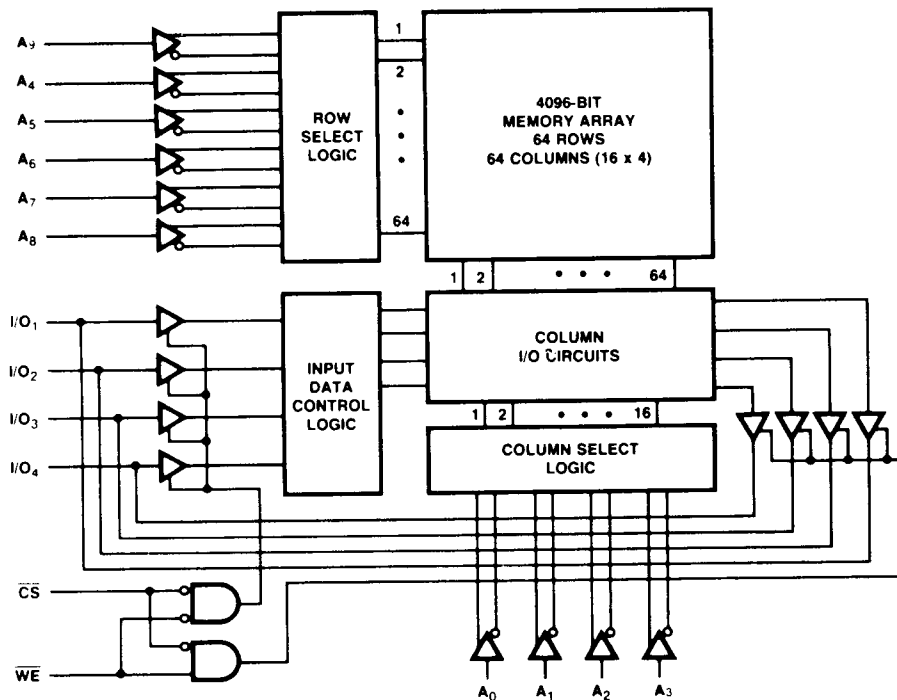 A₉
A₄
A₅
A₆
A₇
A₈
ROW
SELECT
LOGIC
1
2
64
4096-BIT
MEMORY ARRAY
64 ROWS
64 COLUMNS (16 x 4)
1 2 64
I/O₁
I/O₂
I/O₃
I/O₄
INPUT
DATA
CONTROL
LOGIC
COLUMN
I/O CIRCUITS
1 2 16
COLUMN SELECT
LOGIC
C̅S̅
W̅E̅
A₀ A₁ A₂ A₃